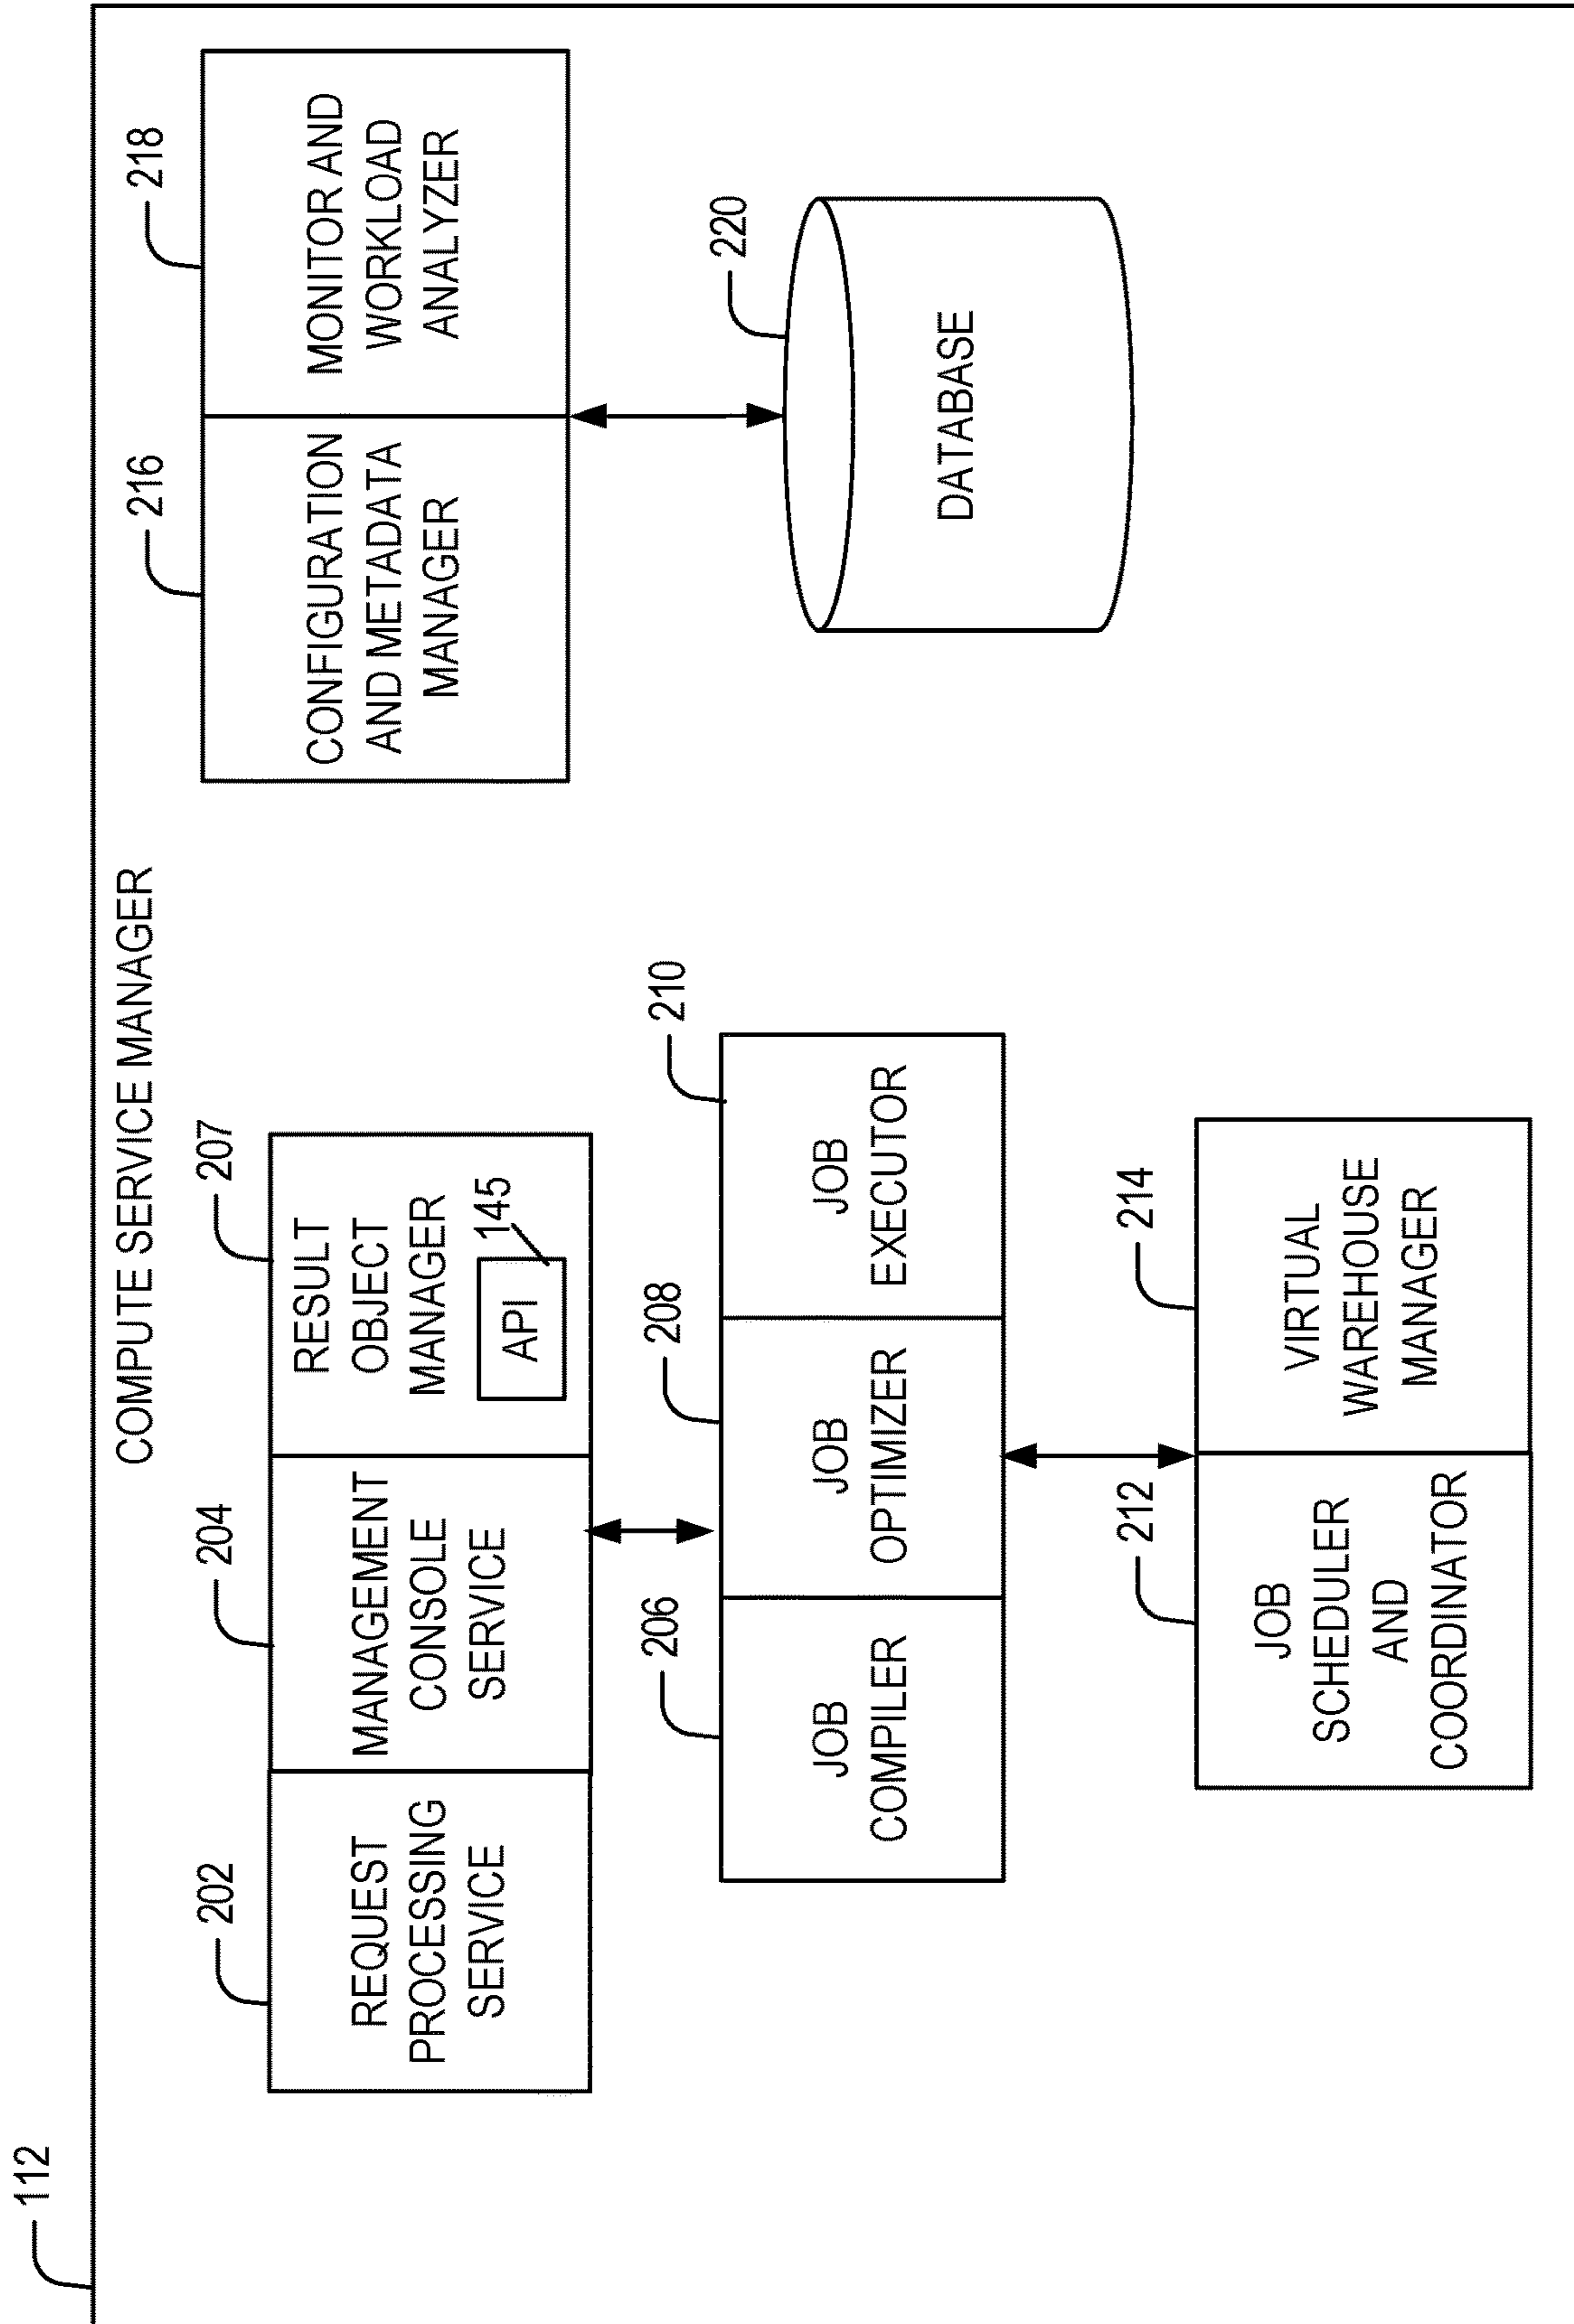 112
COMPUTE SERVICE MANAGER
202
204
207
REQUEST
PROCESSING
SERVICE
MANAGEMENT
CONSOLE
SERVICE
RESULT
OBJECT
MANAGER
145
API
206
208
210
JOB
COMPILER
JOB
OPTIMIZER
JOB
EXECUTOR
212
214
JOB
SCHEDULER
AND
COORDINATOR
VIRTUAL
WAREHOUSE
MANAGER
216
218
CONFIGURATION
AND METADATA
MANAGER
MONITOR AND
WORKLOAD
ANALYZER
220
DATABASE